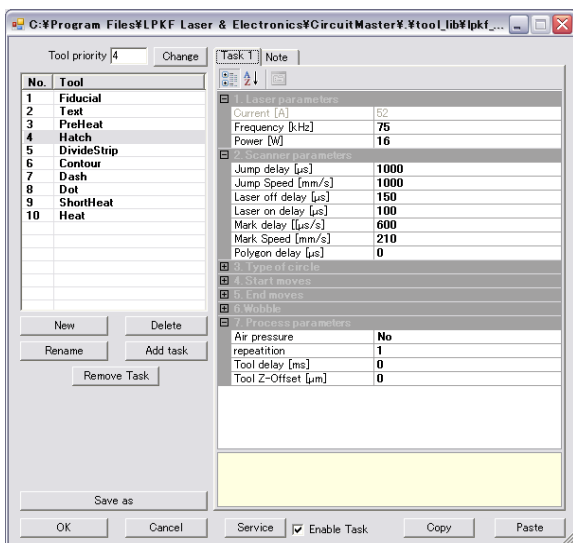 C:¥Program Files¥LPKF Laser & Electronics¥CircuitMaster¥.¥tool_lib¥lpkf_...
Tool priority 4 Change
No. Tool
1 Fiducial
2 Text
3 PreHeat
4 Hatch
5 DivideStrip
6 Contour
7 Dash
8 Dot
9 ShortHeat
10 Heat
New Delete
Rename Add task
Remove Task
Save as
OK Cancel
Task 1 Note
1. Laser parameters
Current [A] 52
Frequency [kHz] 75
Power [W] 16
2. Scanner parameters
Jump delay [µs] 1000
Jump Speed [mm/s] 1000
Laser off delay [µs] 150
Laser on delay [µs] 100
Mark delay [[µs/s] 600
Mark Speed [mm/s] 210
Polygon delay [µs] 0
3. Type of circle
4. Start moves
5. End moves
6. Wobble
7. Process parameters
Air pressure No
repeatition 1
Tool delay [ms] 0
Tool Z-Offset [µm] 0
Service Enable Task Copy Paste